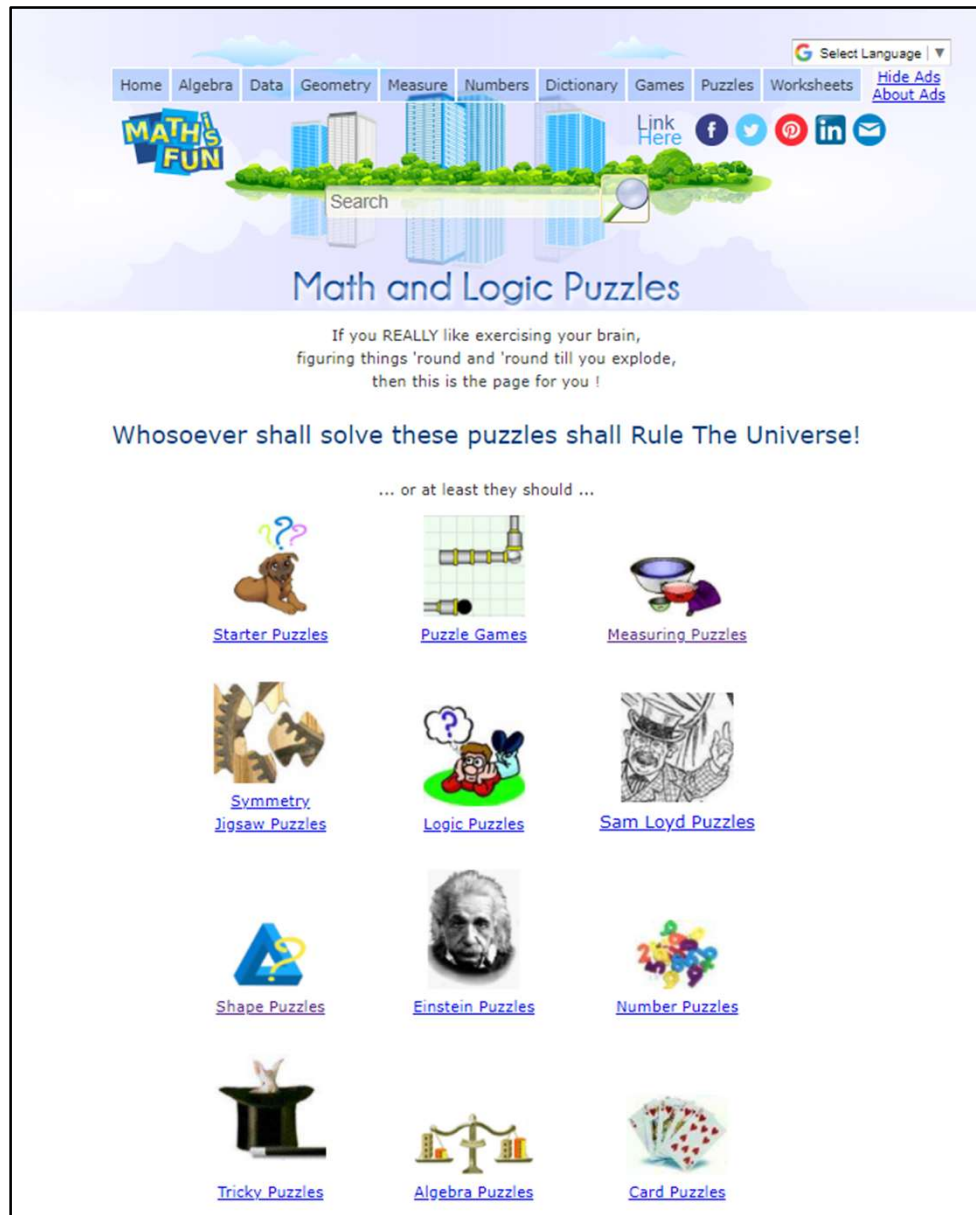 Select Language ▼
Home Algebra Data Geometry Measure Numbers Dictionary Games Puzzles Worksheets
Hide Ads
About Ads
MATH iS
FUN
Link
Here
Search
Math and Logic Puzzles
If you REALLY like exercising your brain,
figuring things 'round and 'round till you explode,
then this is the page for you !
Whosoever shall solve these puzzles shall Rule The Universe!
... or at least they should ...
Starter Puzzles Puzzle Games Measuring Puzzles
Symmetry
Jigsaw Puzzles Logic Puzzles Sam Loyd Puzzles
Shape Puzzles Einstein Puzzles Number Puzzles
Tricky Puzzles Algebra Puzzles Card Puzzles